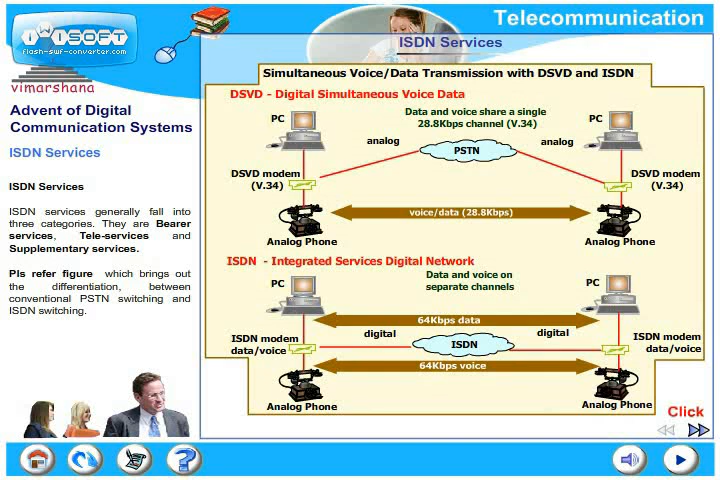 Telecommunication
iWiSOFT
flash-swf-converter.com
vimarshana
Advent of Digital
Communication Systems
ISDN Services
ISDN Services
ISDN services generally fall into
three categories. They are Bearer
services, Tele-services and
Supplementary services.
Pls refer figure which brings out
the differentiation, between
conventional PSTN switching and
ISDN switching.
ISDN Services
Simultaneous Voice/Data Transmission with DSVD and ISDN
DSVD - Digital Simultaneous Voice Data
PC
Data and voice share a single
28.8Kbps channel (V.34)
PC
analog
PSTN
analog
DSVD modem
(V.34)
DSVD modem
(V.34)
voice/data (28.8Kbps)
Analog Phone
Analog Phone
ISDN - Integrated Services Digital Network
PC
Data and voice on
separate channels
PC
64Kbps data
digital
digital
ISDN modem
data/voice
ISDN
ISDN modem
data/voice
64Kbps voice
Analog Phone
Analog Phone
Click